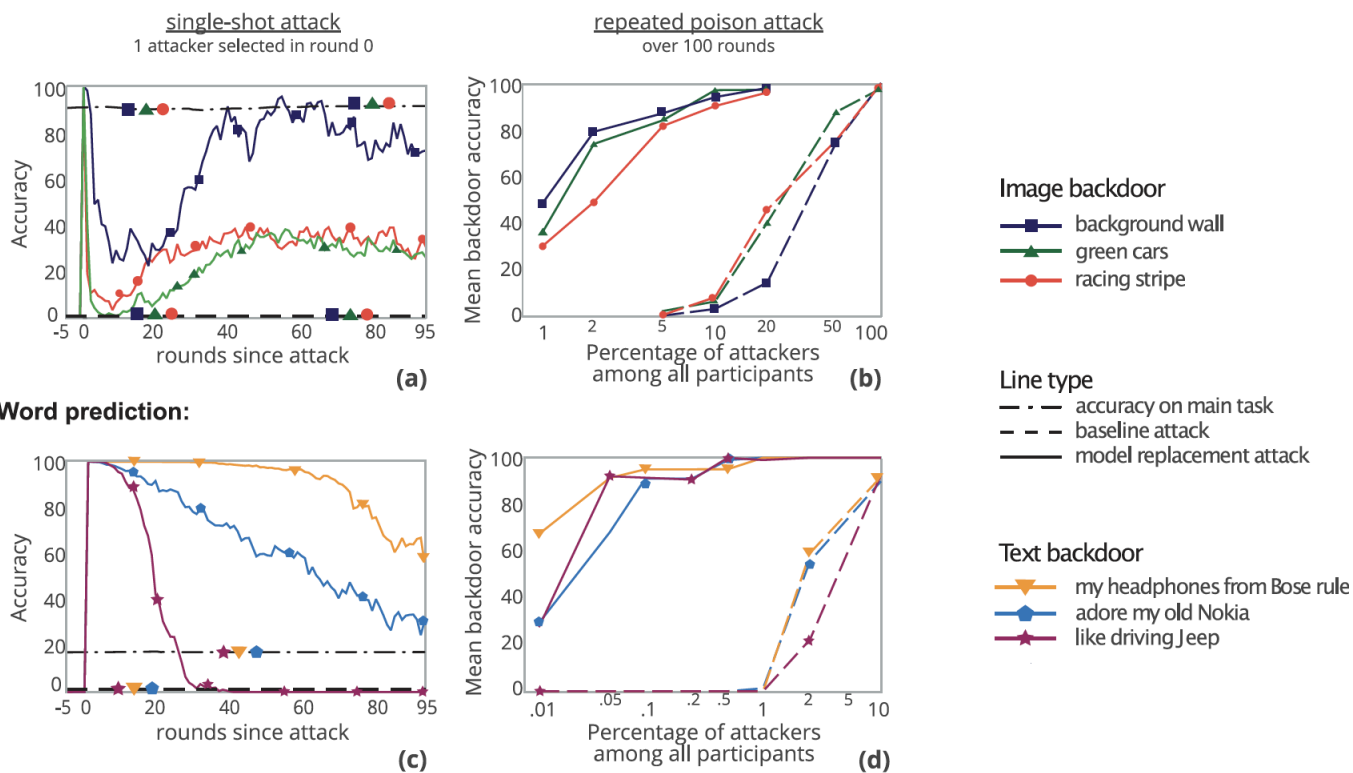 single-shot attack
1 attacker selected in round 0
repeated poison attack
over 100 rounds
Accuracy
100
80
60
40
20
0
-5 0 20 40 60 80 95
rounds since attack
(a)
Mean backdoor accuracy
100
80
60
40
20
0
1 2 5 10 20 50 100
Percentage of attackers
among all participants
(b)
Image backdoor
background wall
green cars
racing stripe
Line type
accuracy on main task
baseline attack
model replacement attack
Word prediction:
Accuracy
100
80
60
40
20
0
-5 0 20 40 60 80 95
rounds since attack
(c)
Mean backdoor accuracy
100
80
60
40
20
0
.01 .05 .1 .2 .5 1 2 5 10
Percentage of attackers
among all participants
(d)
Text backdoor
my headphones from Bose rule
adore my old Nokia
like driving Jeep